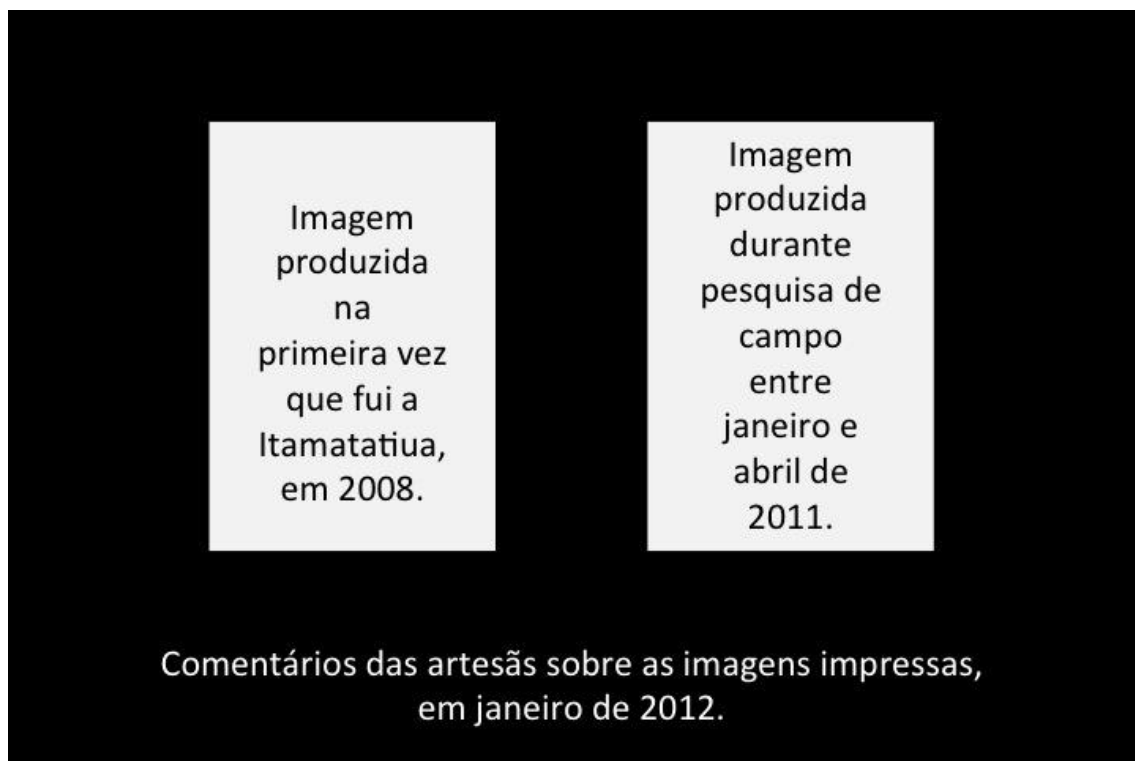 Imagem
produzida
na
primeira vez
que fui a
Itamatatiua,
em 2008.
Imagem
produzida
durante
pesquisa de
campo
entre
janeiro e
abril de
2011.
Comentários das artesãs sobre as imagens impressas,
em janeiro de 2012.